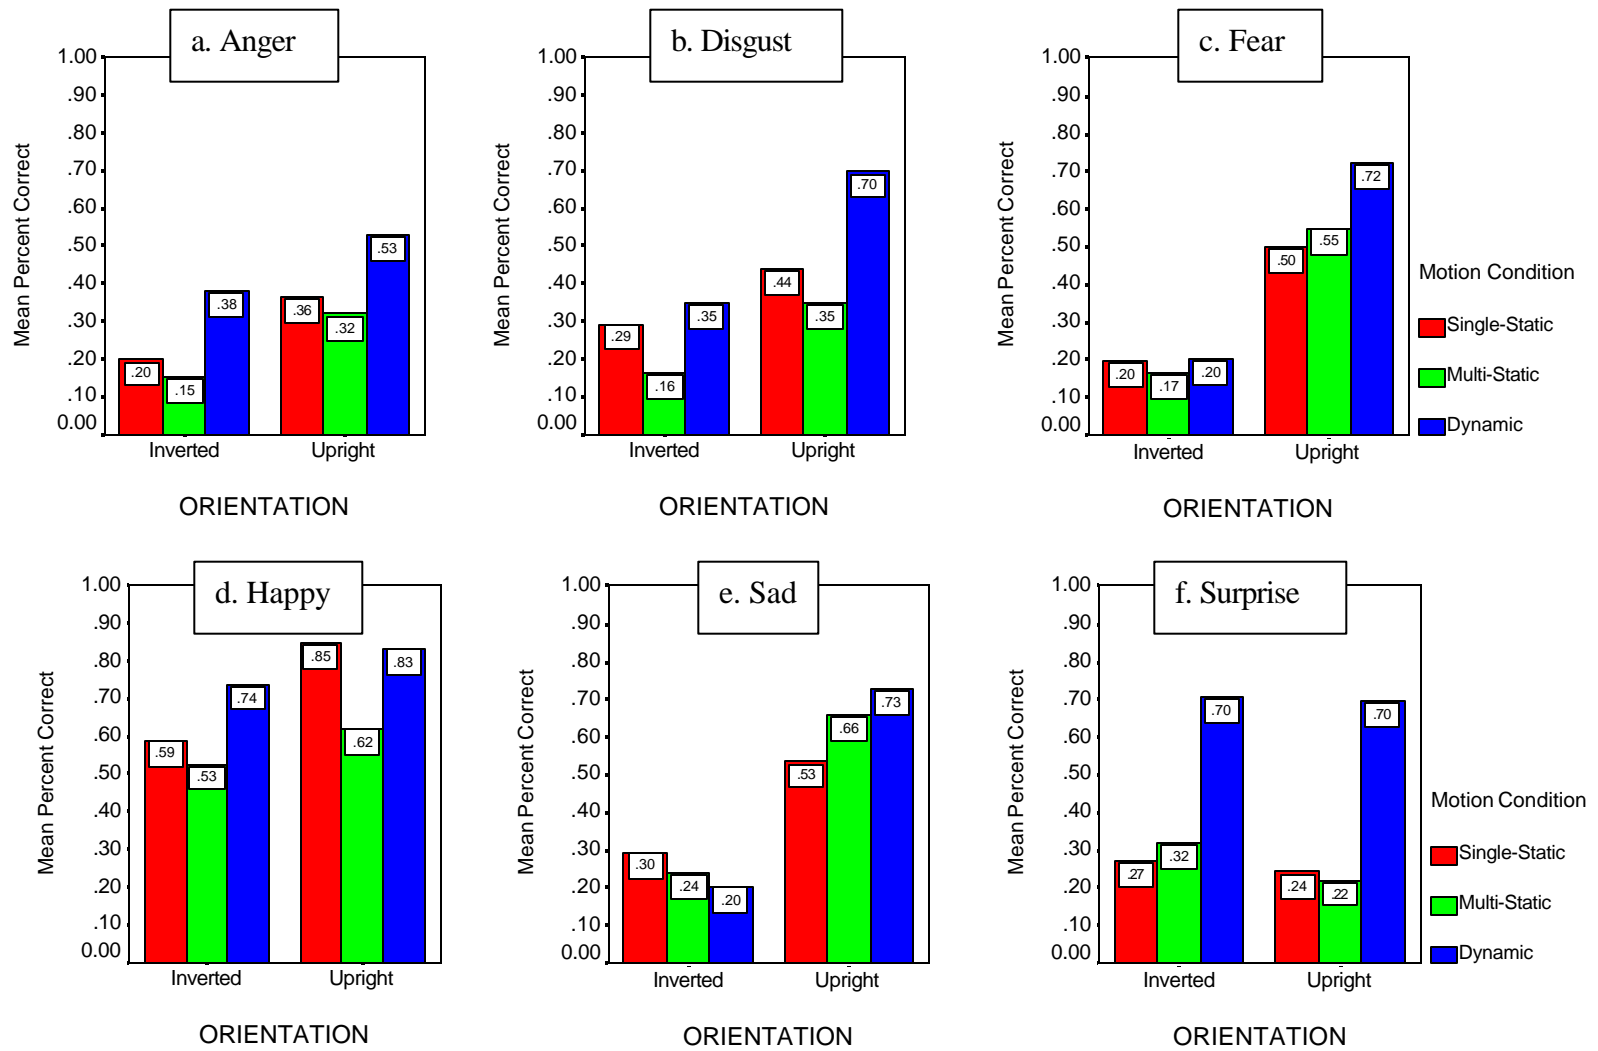 a. Anger
Mean Percent Correct
1.00
.90
.80
.70
.60
.50
.40
.30
.20
.10
0.00
.20
.15
.38
.36
.32
.53
Inverted
Upright
ORIENTATION
b. Disgust
Mean Percent Correct
1.00
.90
.80
.70
.60
.50
.40
.30
.20
.10
0.00
.29
.16
.35
.44
.35
.70
Inverted
Upright
ORIENTATION
c. Fear
Mean Percent Correct
1.00
.90
.80
.70
.60
.50
.40
.30
.20
.10
0.00
.20
.17
.20
.50
.55
.72
Inverted
Upright
ORIENTATION
Motion Condition
Single-Static
Multi-Static
Dynamic
d. Happy
Mean Percent Correct
1.00
.90
.80
.70
.60
.50
.40
.30
.20
.10
0.00
.59
.53
.74
.85
.62
.83
Inverted
Upright
ORIENTATION
e. Sad
Mean Percent Correct
1.00
.90
.80
.70
.60
.50
.40
.30
.20
.10
0.00
.30
.24
.20
.53
.66
.73
Inverted
Upright
ORIENTATION
f. Surprise
Mean Percent Correct
1.00
.90
.80
.70
.60
.50
.40
.30
.20
.10
0.00
.27
.32
.70
.24
.22
.70
Inverted
Upright
ORIENTATION
Motion Condition
Single-Static
Multi-Static
Dynamic